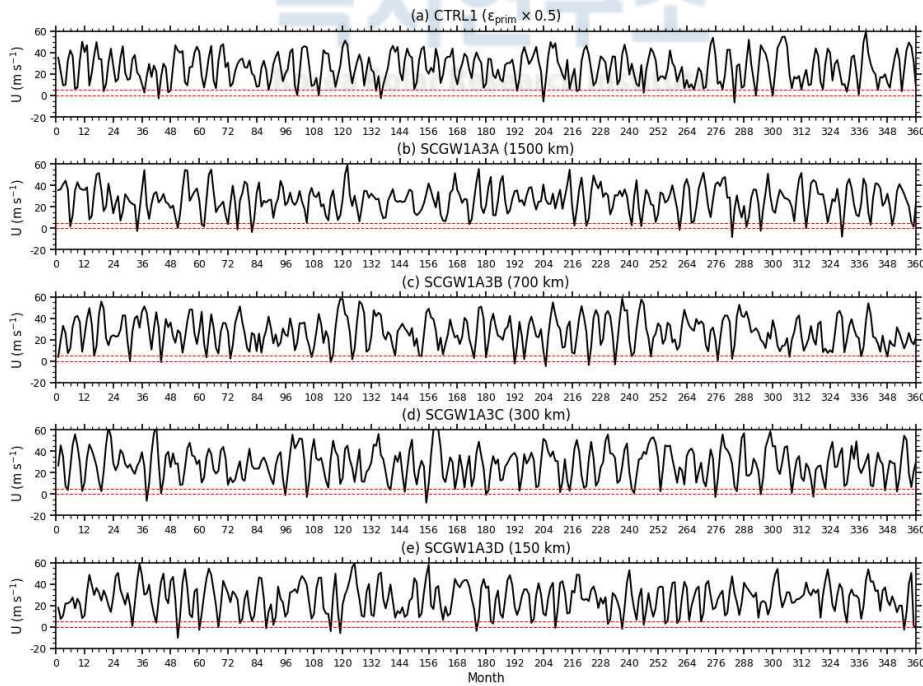 극지연구소
(a) CTRL1 (εprim × 0.5)
U (m s⁻¹)
60
40
20
0
-20
0 12 24 36 48 60 72 84 96 108 120 132 144 156 168 180 192 204 216 228 240 252 264 276 288 300 312 324 336 348 360
(b) SCGW1A3A (1500 km)
U (m s⁻¹)
60
40
20
0
-20
0 12 24 36 48 60 72 84 96 108 120 132 144 156 168 180 192 204 216 228 240 252 264 276 288 300 312 324 336 348 360
(c) SCGW1A3B (700 km)
U (m s⁻¹)
60
40
20
0
-20
0 12 24 36 48 60 72 84 96 108 120 132 144 156 168 180 192 204 216 228 240 252 264 276 288 300 312 324 336 348 360
(d) SCGW1A3C (300 km)
U (m s⁻¹)
60
40
20
0
-20
0 12 24 36 48 60 72 84 96 108 120 132 144 156 168 180 192 204 216 228 240 252 264 276 288 300 312 324 336 348 360
(e) SCGW1A3D (150 km)
U (m s⁻¹)
60
40
20
0
-20
0 12 24 36 48 60 72 84 96 108 120 132 144 156 168 180 192 204 216 228 240 252 264 276 288 300 312 324 336 348 360
Month